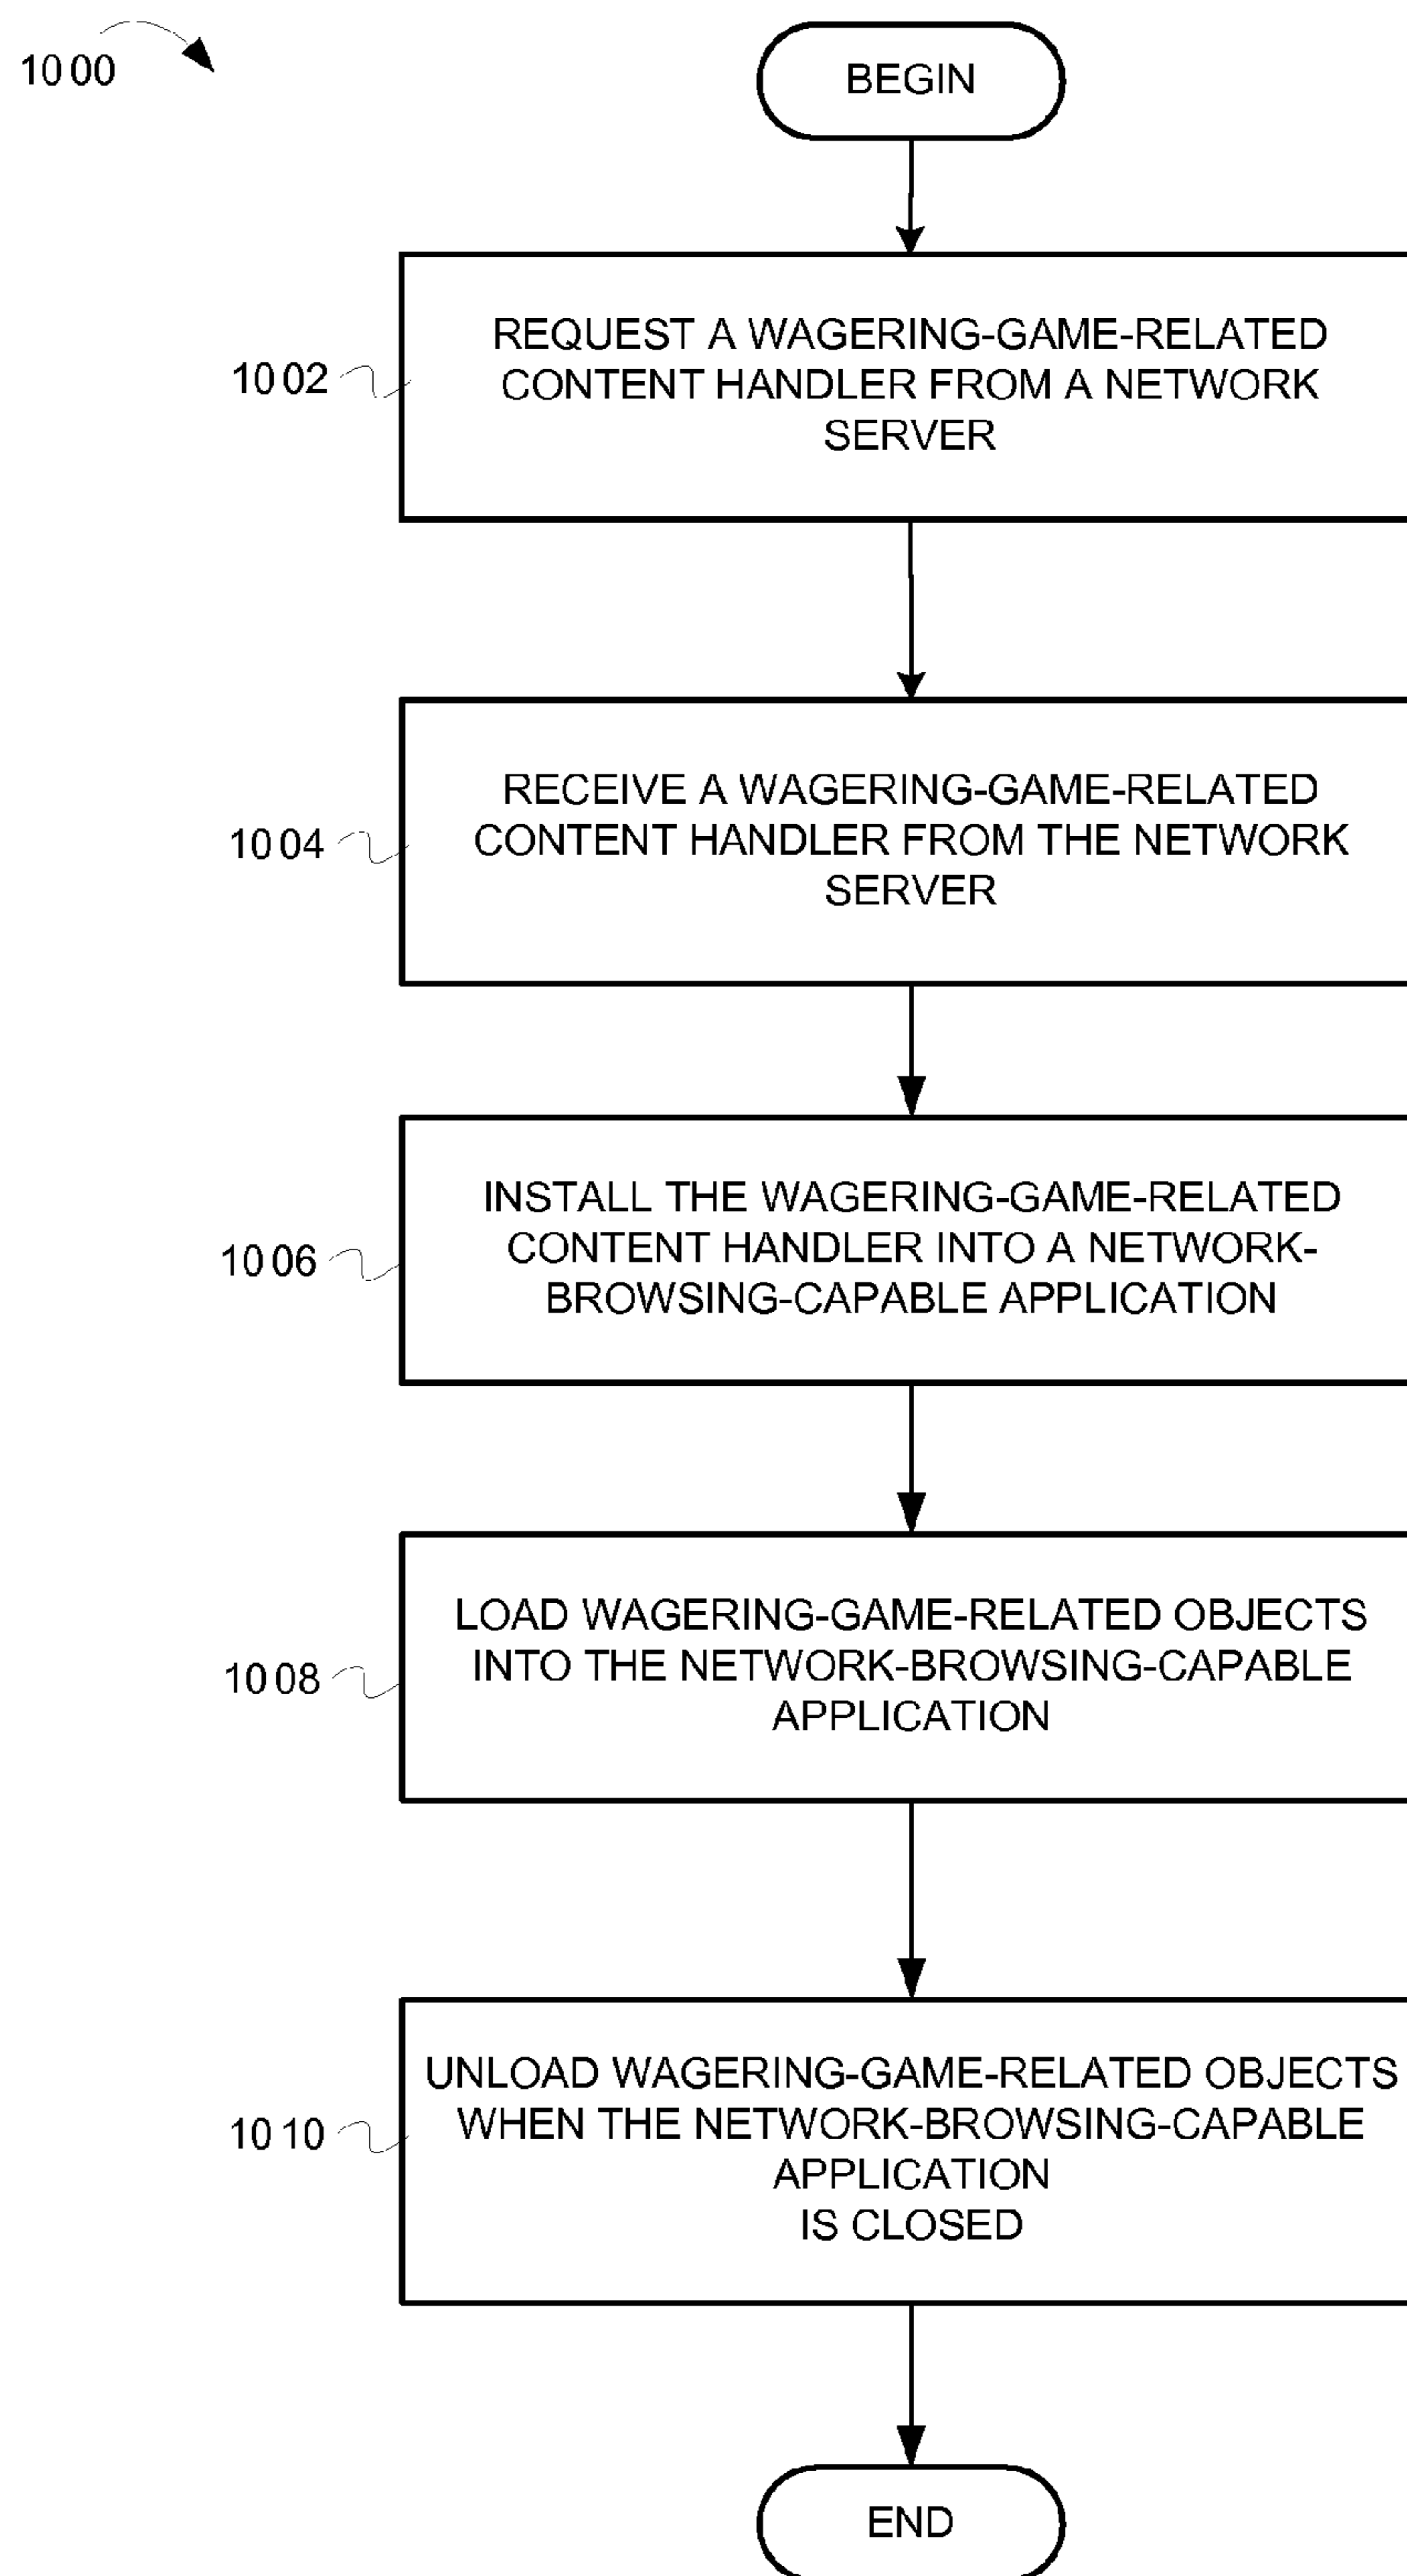 1000
BEGIN
REQUEST A WAGERING-GAME-RELATED
CONTENT HANDLER FROM A NETWORK
SERVER
1002
RECEIVE A WAGERING-GAME-RELATED
CONTENT HANDLER FROM THE NETWORK
SERVER
1004
INSTALL THE WAGERING-GAME-RELATED
CONTENT HANDLER INTO A NETWORK-
BROWSING-CAPABLE APPLICATION
1006
LOAD WAGERING-GAME-RELATED OBJECTS
INTO THE NETWORK-BROWSING-CAPABLE
APPLICATION
1008
UNLOAD WAGERING-GAME-RELATED OBJECTS
WHEN THE NETWORK-BROWSING-CAPABLE
APPLICATION
IS CLOSED
1010
END